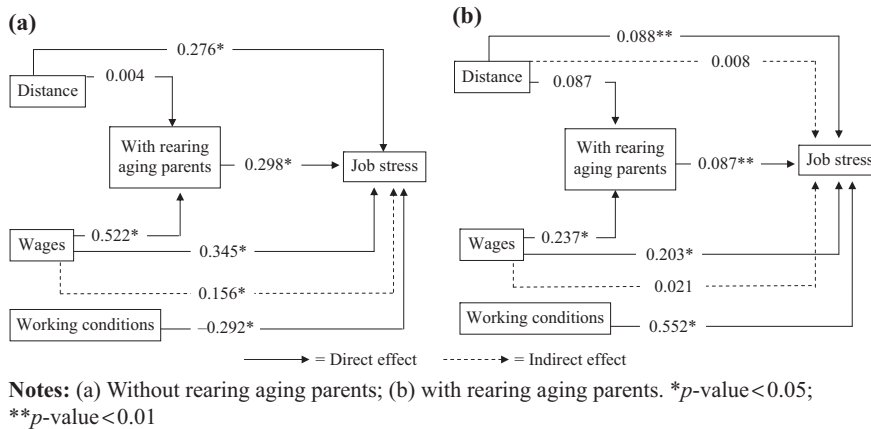 (a)
0.276*
Distance
0.004
With rearing
aging parents
0.298*
Job stress
Wages
0.522*
0.345*
0.156*
Working conditions
–0.292*
(b)
0.088**
0.008
Distance
0.087
With rearing
aging parents
0.087**
Job stress
Wages
0.237*
0.203*
0.021
Working conditions
0.552*
= Direct effect
= Indirect effect
Notes: (a) Without rearing aging parents; (b) with rearing aging parents. *p-value<0.05;
**p-value<0.01